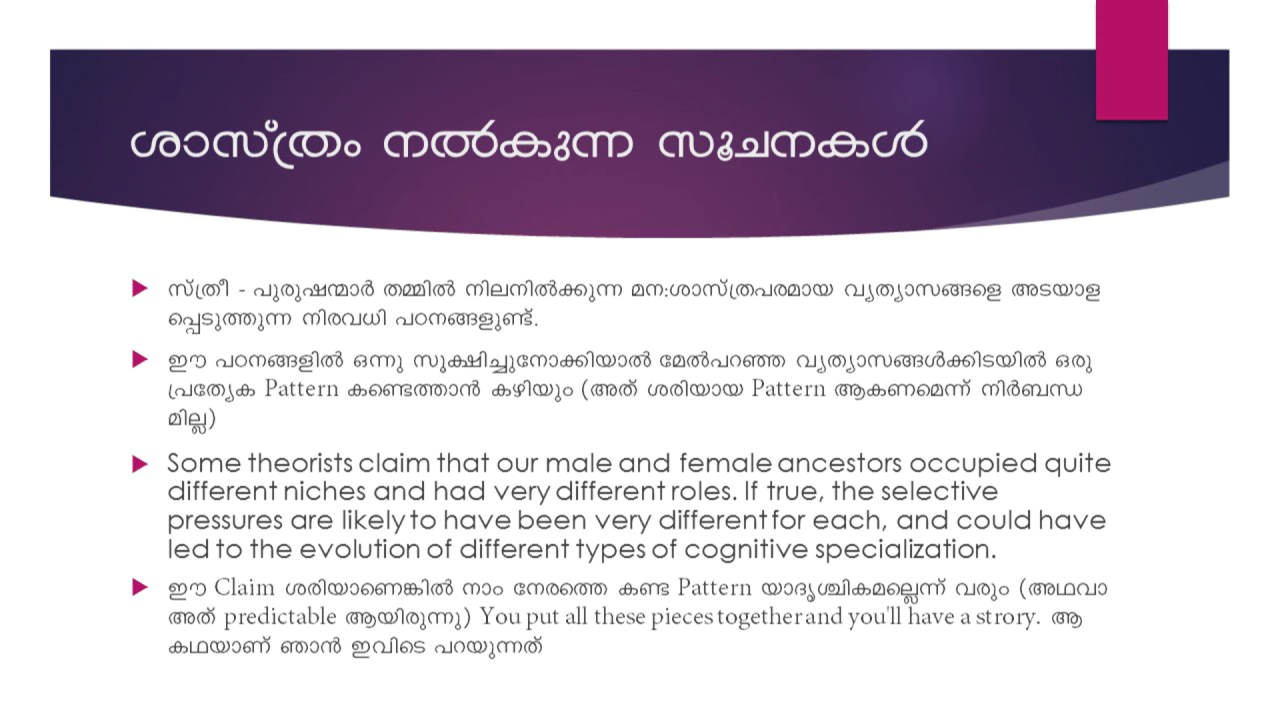 ശാസ്ത്രം നൽകുന്ന സൂചനകൾ
സ്ത്രീ - പുരുഷന്മാർ തമ്മിൽ നിലനിൽക്കുന്ന മന:ശാസ്ത്രപരമായ വ്യത്യാസങ്ങളെ അടയാള
പ്പെടുത്തുന്ന നിരവധി പഠനങ്ങളുണ്ട്.
ഈ പഠനങ്ങളിൽ ഒന്നു സൂക്ഷിച്ചുനോക്കിയാൽ മേൽപറഞ്ഞ വ്യത്യാസങ്ങൾക്കിടയിൽ ഒരു
പ്രത്യേക Pattern കണ്ടെത്താൻ കഴിയും (അത് ശരിയായ Pattern ആകണമെന്ന് നിർബന്ധ
മില്ല)
Some theorists claim that our male and female ancestors occupied quite
different niches and had very different roles. If true, the selective
pressures are likely to have been very different for each, and could have
led to the evolution of different types of cognitive specialization.
ഈ Claim ശരിയാണെങ്കിൽ നാം നേരത്തെ കണ്ട Pattern യാദൃശ്ചികമല്ലെന്ന് വരും (അഥവാ
അത് predictable ആയിരുന്നു) You put all these pieces together and you'll have a strory. ആ
കഥയാണ് ഞാൻ ഇവിടെ പറയുന്നത്